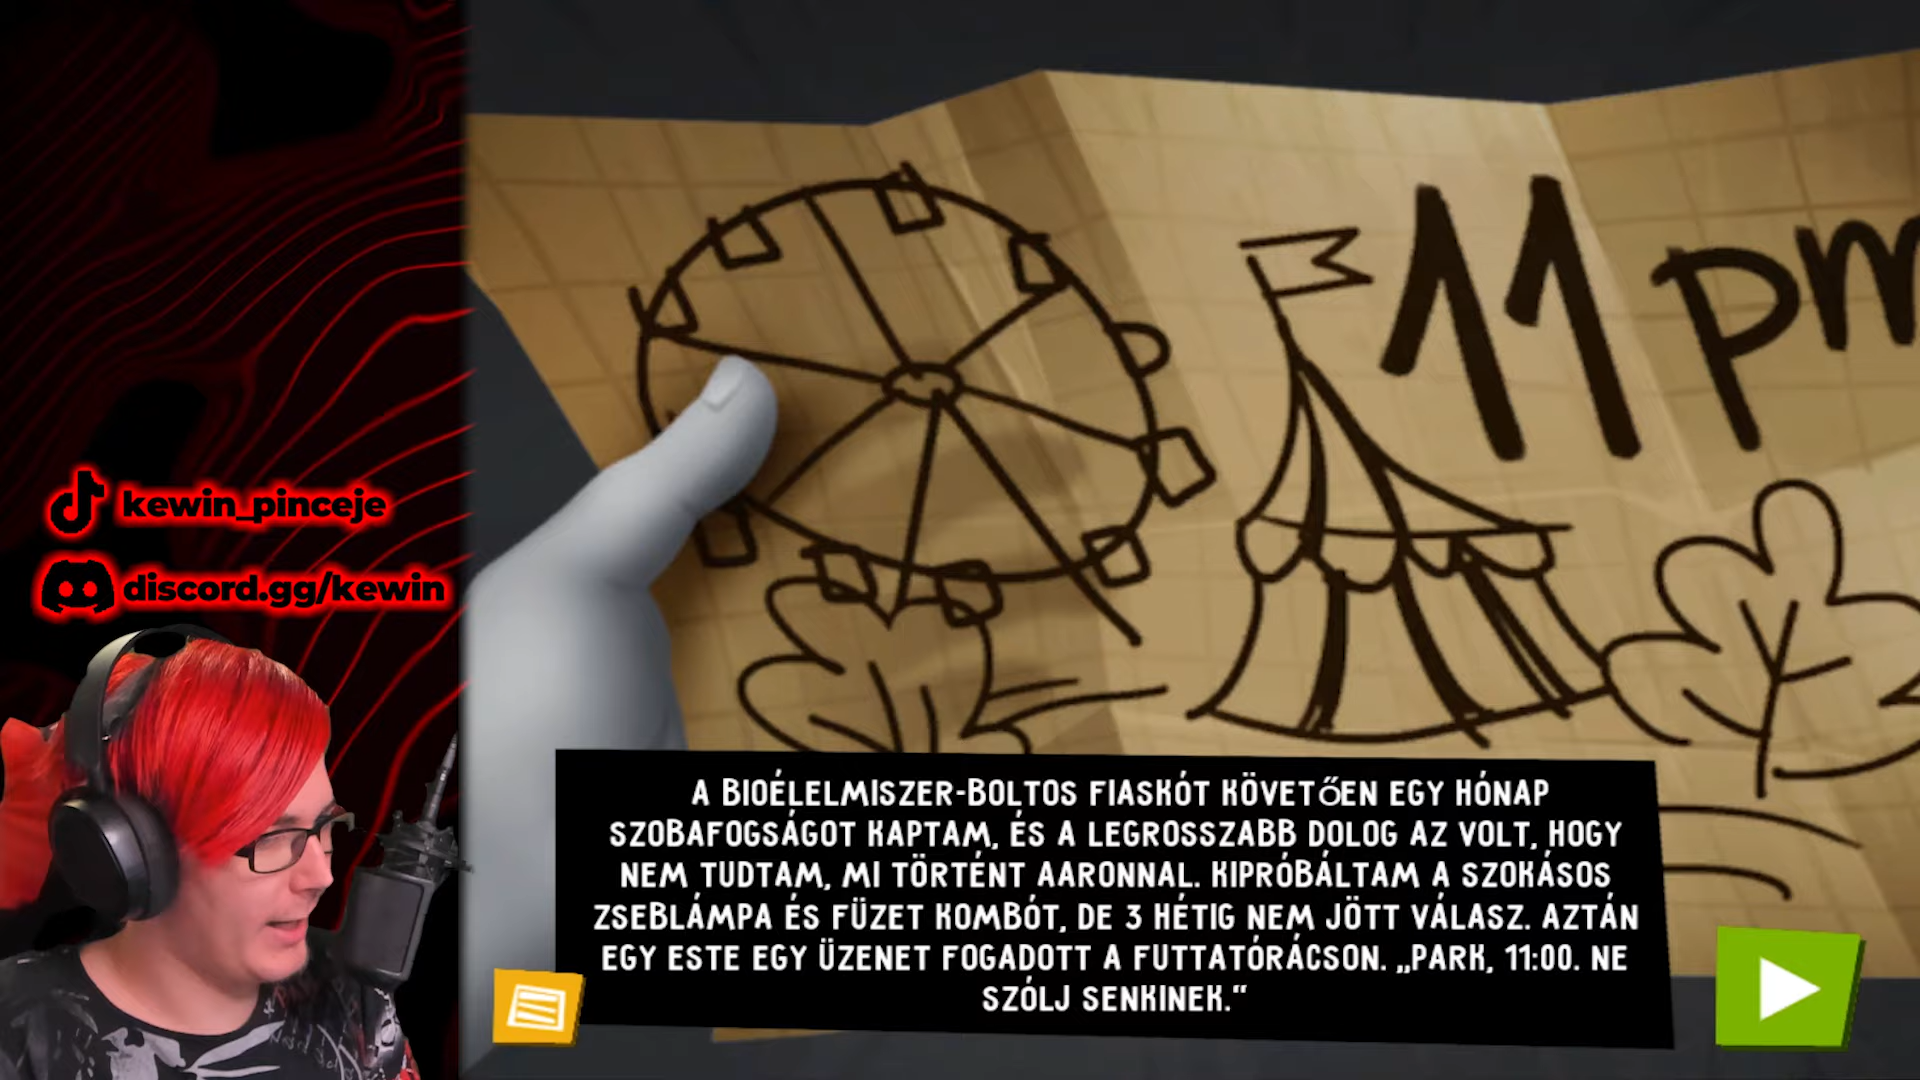 11 pm
kewin_pinceje
discord.gg/kewin
A BIOÉLELMISZER-BOLTOS FIASKÓT KÖVETŐEN EGY HÓNAP
SZOBAFOGSÁGOT KAPTAM, ÉS A LEGROSSZABB DOLOG AZ VOLT, HOGY
NEM TUDTAM, MI TÖRTÉNT AARONNAL. KIPRÓBÁLTAM A SZOKÁSOS
ZSEBLÁMPA ÉS FÜZET KOMBÓT, DE 3 HÉTIG NEM JÖTT VÁLASZ. AZTÁN
EGY ESTE EGY ÜZENET FOGADOTT A FUTTATÓRÁCSON. „PARK, 11:00. NE
SZÓLJ SENKINEK.“